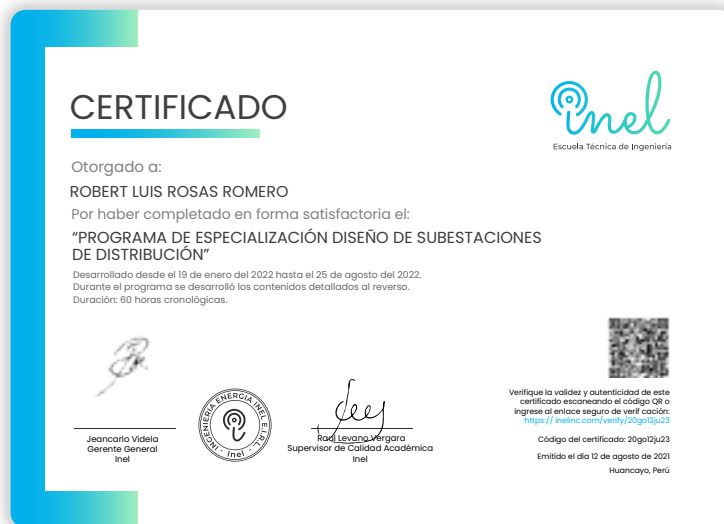 CERTIFICADO
inel
Escuela Técnica de Ingeniería
Otorgado a:
ROBERT LUIS ROSAS ROMERO
Por haber completado en forma satisfactoria el:
“PROGRAMA DE ESPECIALIZACIÓN DISEÑO DE SUBESTACIONES
DE DISTRIBUCIÓN”
Desarrollado desde el 19 de enero del 2022 hasta el 25 de agosto del 2022.
Durante el programa se desarrolló los contenidos detallados al reverso.
Duración: 60 horas cronológicas.
Jeancarlo Videla
Gerente General
Inel
INGENIERIA ENERGIA INEL E.I.R.L.
- Inel -
Raúl Levano Vergara
Supervisor de Calidad Académica
Inel
Verifique la validez y autenticidad de este
certificado escaneando el código QR o
ingrese al enlace seguro de verif cación:
https:// inelinc.com/verify/20go12ju23
Código del certificado: 20go12ju23
Emitido el día 12 de agosto de 2021
Huancayo, Perú